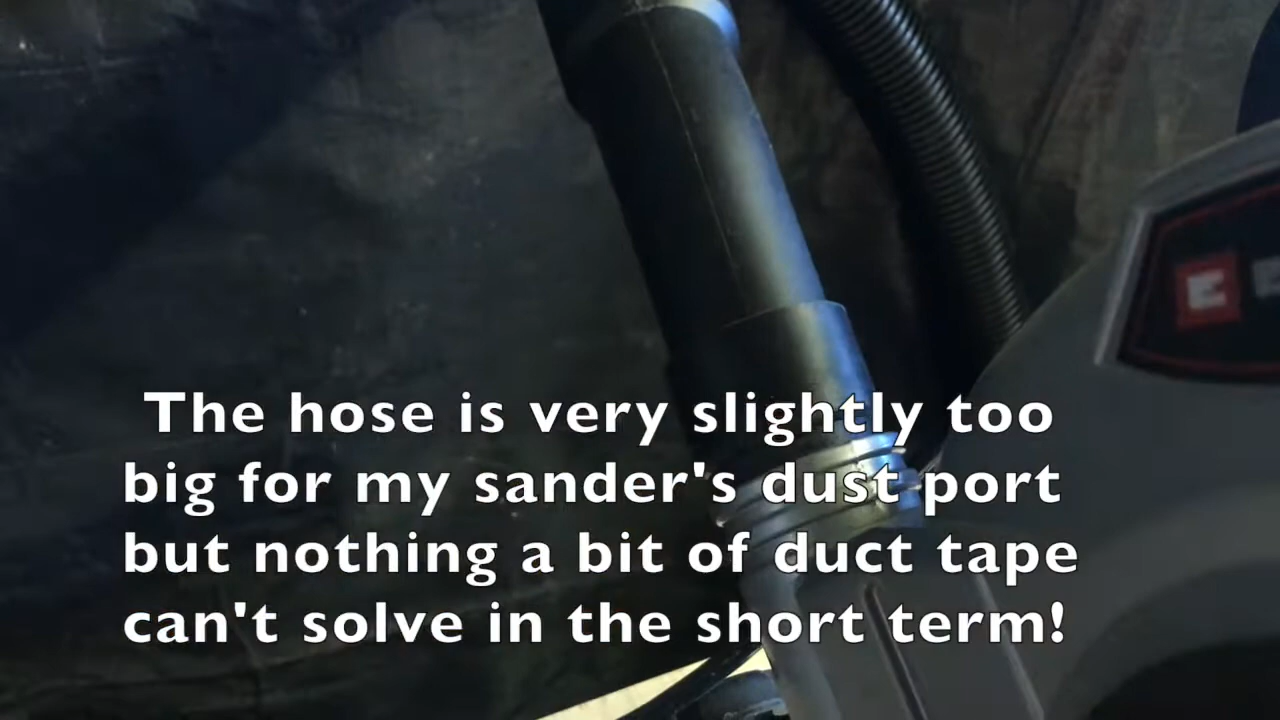 The hose is very slightly too
big for my sander's dust port
but nothing a bit of duct tape
can't solve in the short term!
E